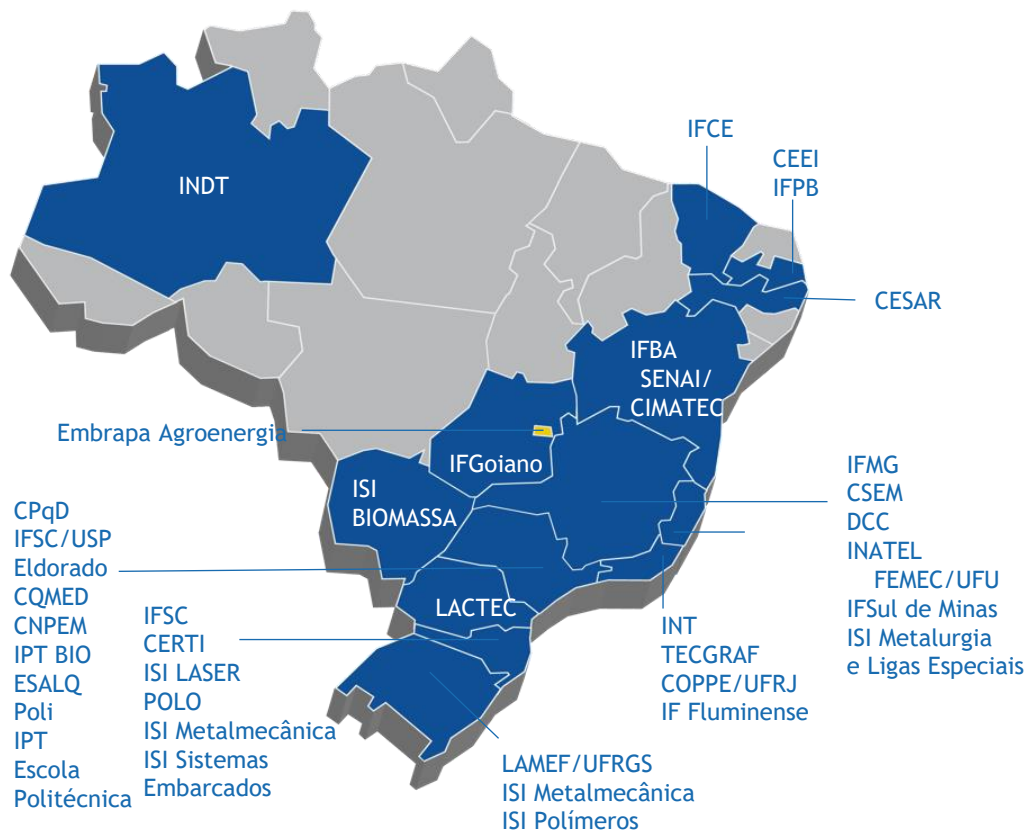 IFCE
CEEI
IFPB
INDT
CESAR
IFBA
SENAI/
CIMATEC
Embrapa Agroenergia
IFGoiano
ISI
BIOMASSA
IFMG
CSEM
DCC
INATEL
FEMEC/UFU
IFSul de Minas
ISI Metalurgia
e Ligas Especiais
CPqD
IFSC/USP
Eldorado
CQMED
CNPEM
IPT BIO
ESALQ
Poli
IPT
Escola
Politécnica
LACTEC
IFSC
CERTI
ISI LASER
POLO
ISI Metalmecânica
ISI Sistemas
Embarcados
INT
TECGRAF
COPPE/UFRJ
IF Fluminense
LAMEF/UFRGS
ISI Metalmecânica
ISI Polímeros